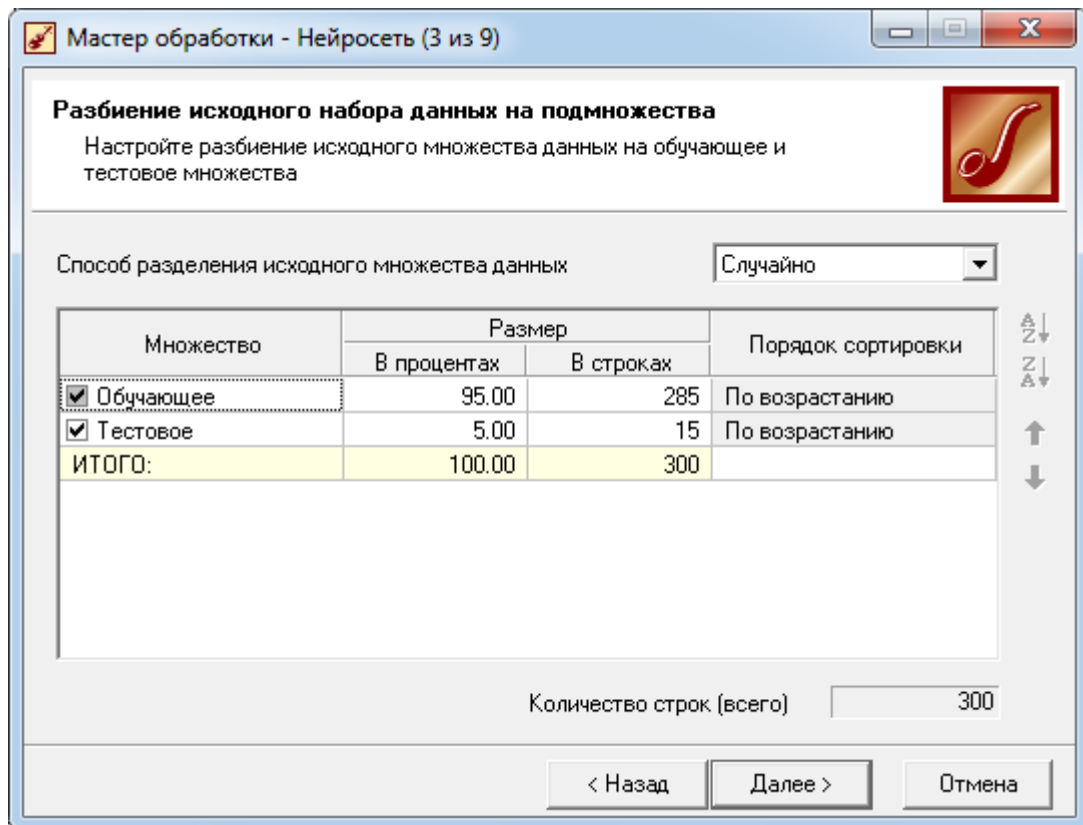 Мастер обработки - Нейросеть (3 из 9)
Разбиение исходного набора данных на подмножества
Настройте разбиение исходного множества данных на обучающее и
тестовое множества
Способ разделения исходного множества данных Случайно
Множество Размер Порядок сортировки
В процентах В строках
Обучающее 95.00 285 По возрастанию
Тестовое 5.00 15 По возрастанию
ИТОГО: 100.00 300
A
Z
Z
A
Количество строк (всего) 300
< Назад Далее > Отмена